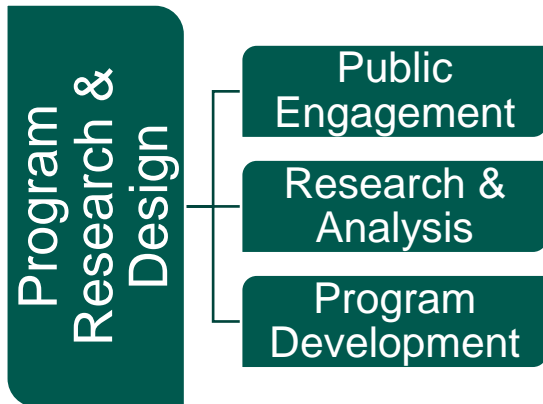 Program
Research &
Design
Public
Engagement
Research &
Analysis
Program
Development